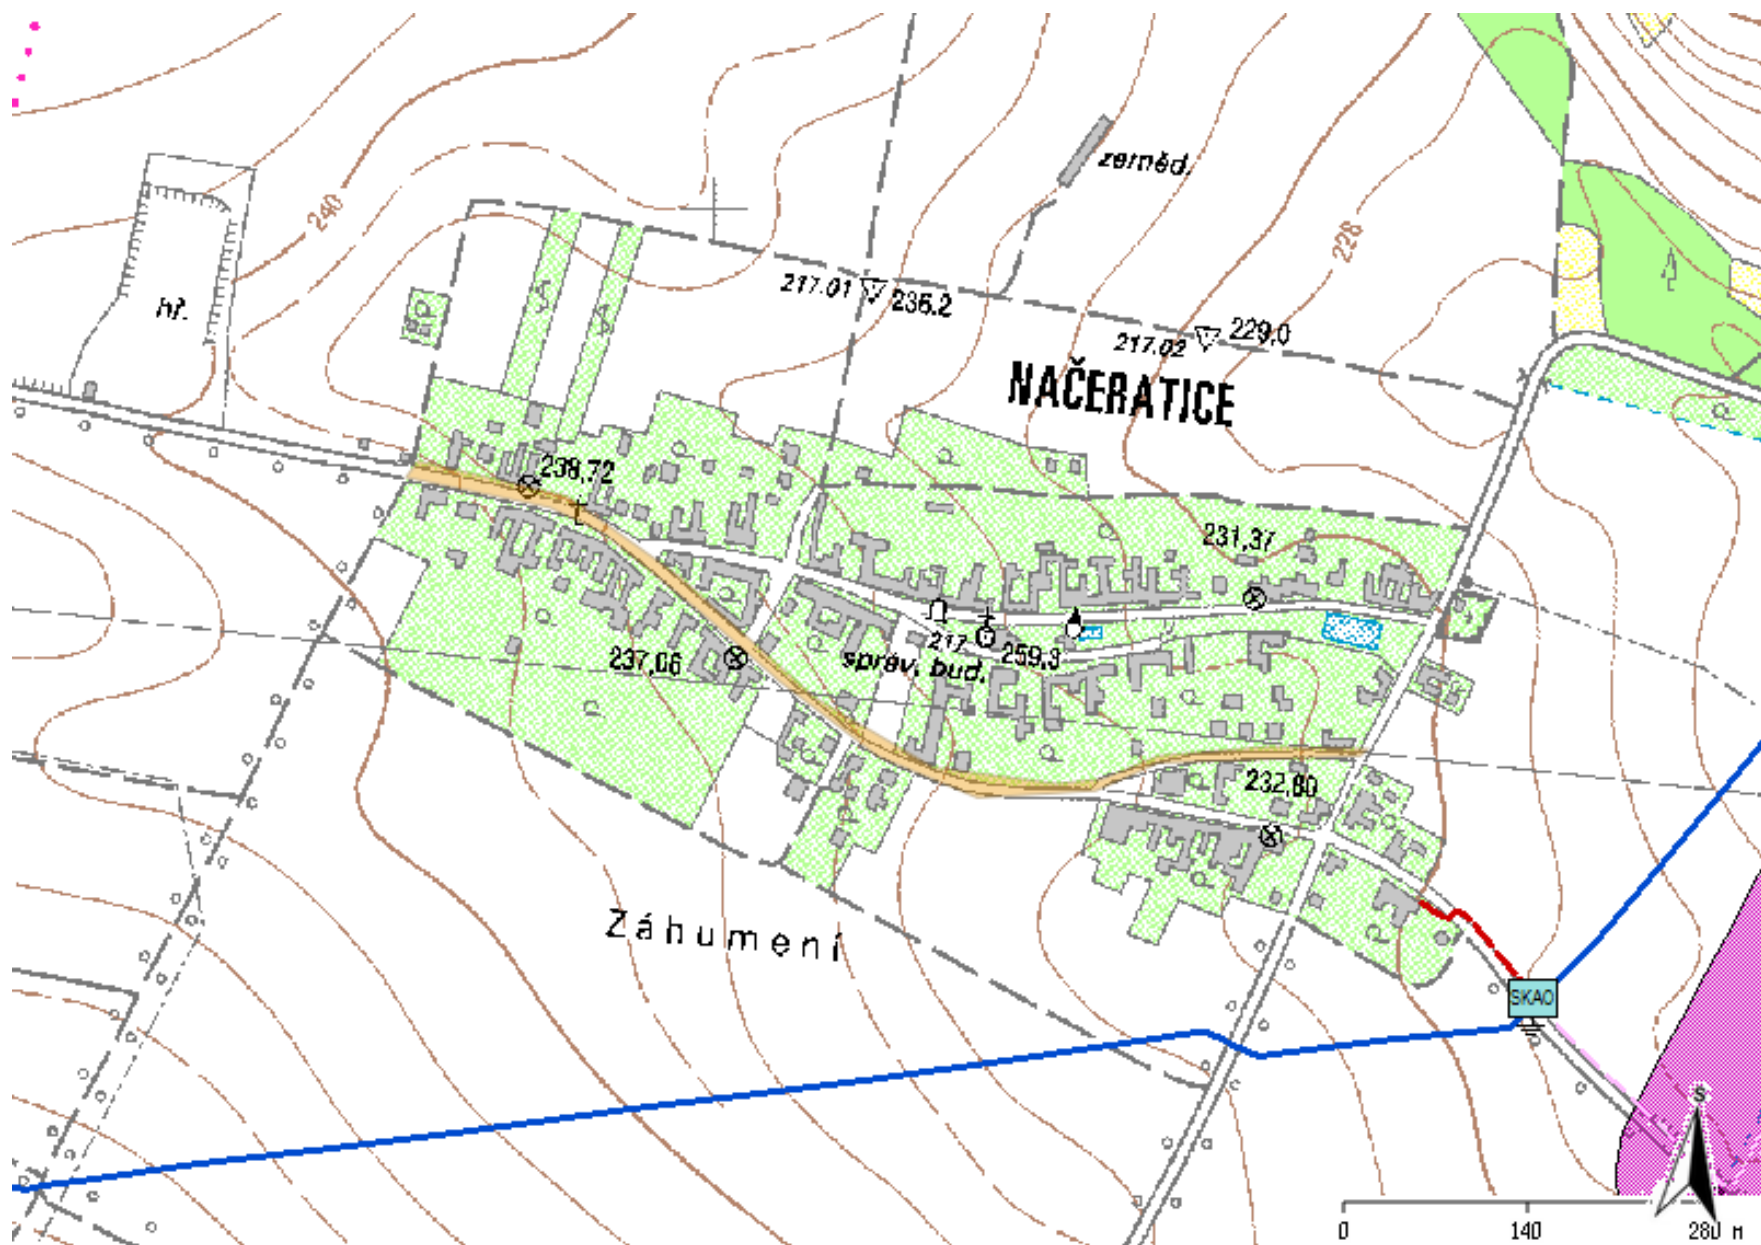 zeměd.
240
228
hř.
217.01 236.2
217.02 229,0
NAČERATICE
238,72
231,37
237,06
217
259,3
správ. bud.
232,80
Záhumení
SKAO
S
0 140 280 M